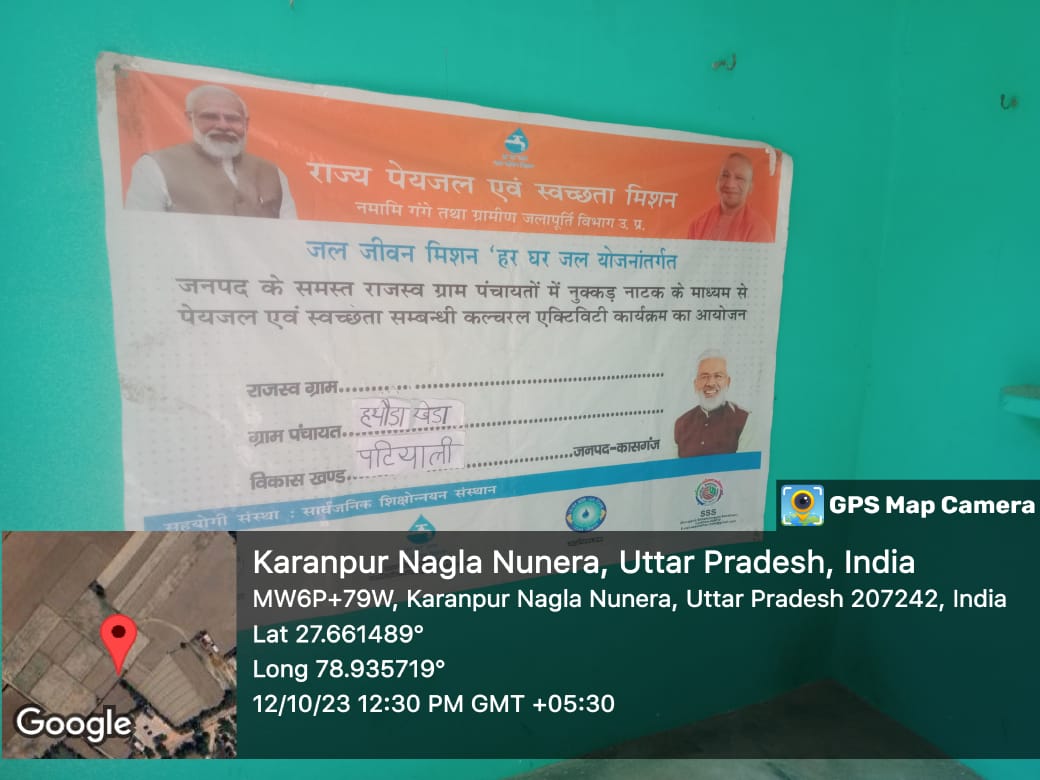 राज्य पेयजल एवं स्वच्छता मिशन
नमामि गंगे तथा ग्रामीण जलापूर्ति विभाग उ. प्र.
जल जीवन मिशन 'हर घर जल योजनांतर्गत
जनपद के समस्त राजस्व ग्राम पंचायतों में नुक्कड़ नाटक के माध्यम से
पेयजल एवं स्वच्छता सम्बन्धी कल्चरल एक्टिविटी कार्यक्रम का आयोजन
राजस्व ग्राम
ग्राम पंचायत हथौडा खेडा
विकास खण्ड पटियाली जनपद-कासगंज
सहयोगी संस्था : सार्वजनिक शिक्षोन्नयन संस्थान
SSS
GPS Map Camera
Karanpur Nagla Nunera, Uttar Pradesh, India
MW6P+79W, Karanpur Nagla Nunera, Uttar Pradesh 207242, India
Lat 27.661489°
Long 78.935719°
12/10/23 12:30 PM GMT +05:30
Google